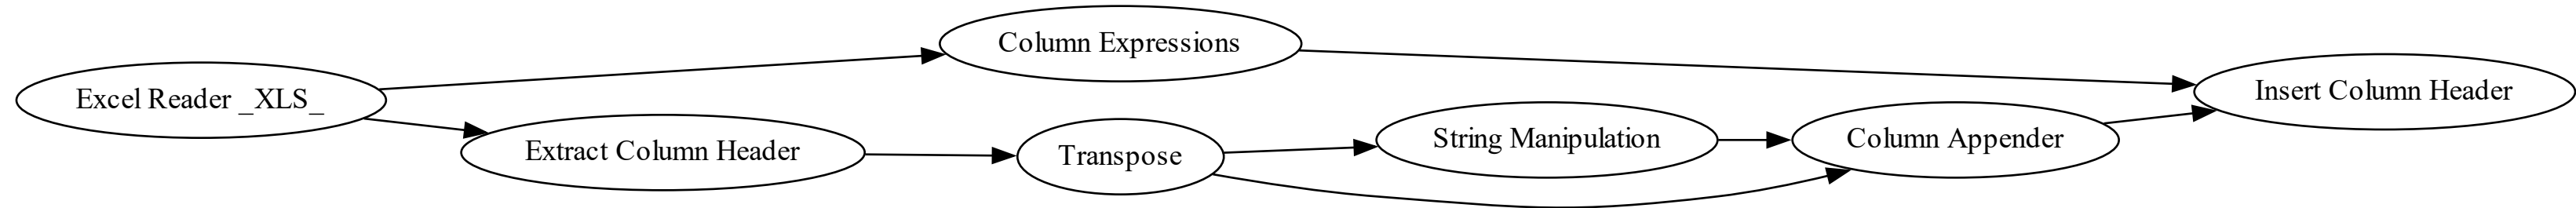 Column Expressions
Excel Reader _XLS_
Insert Column Header
Extract Column Header
Transpose
String Manipulation
Column Appender